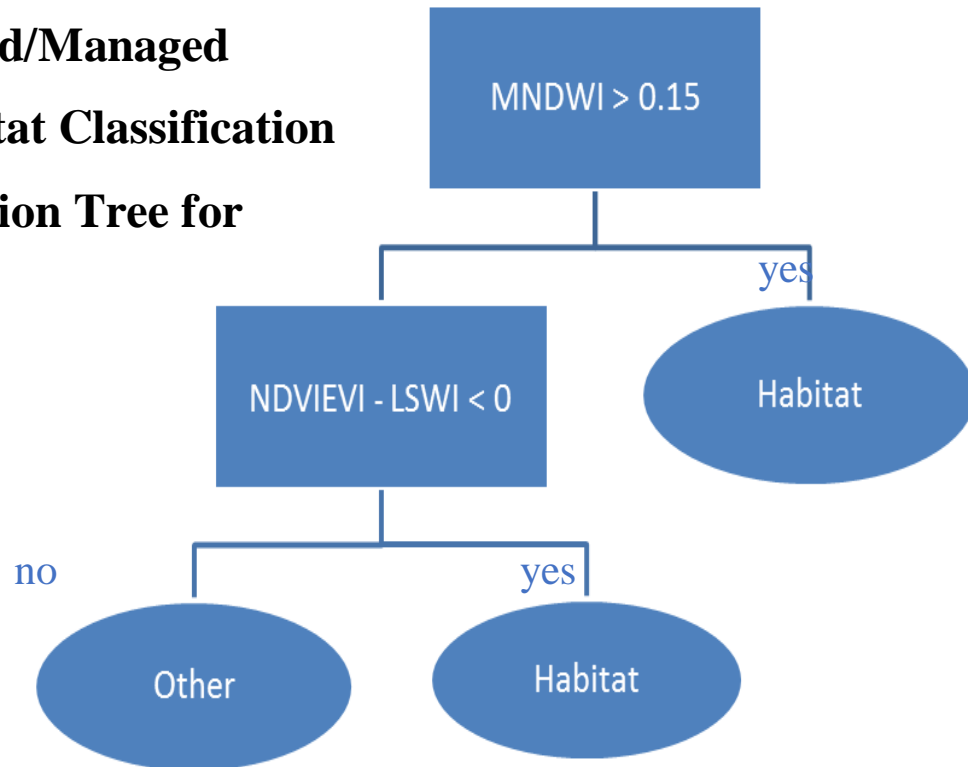 d/Managed
tat Classification
ion Tree for
MNDWI > 0.15
yes
NDVIEVI - LSWI < 0
Habitat
no
yes
Other
Habitat